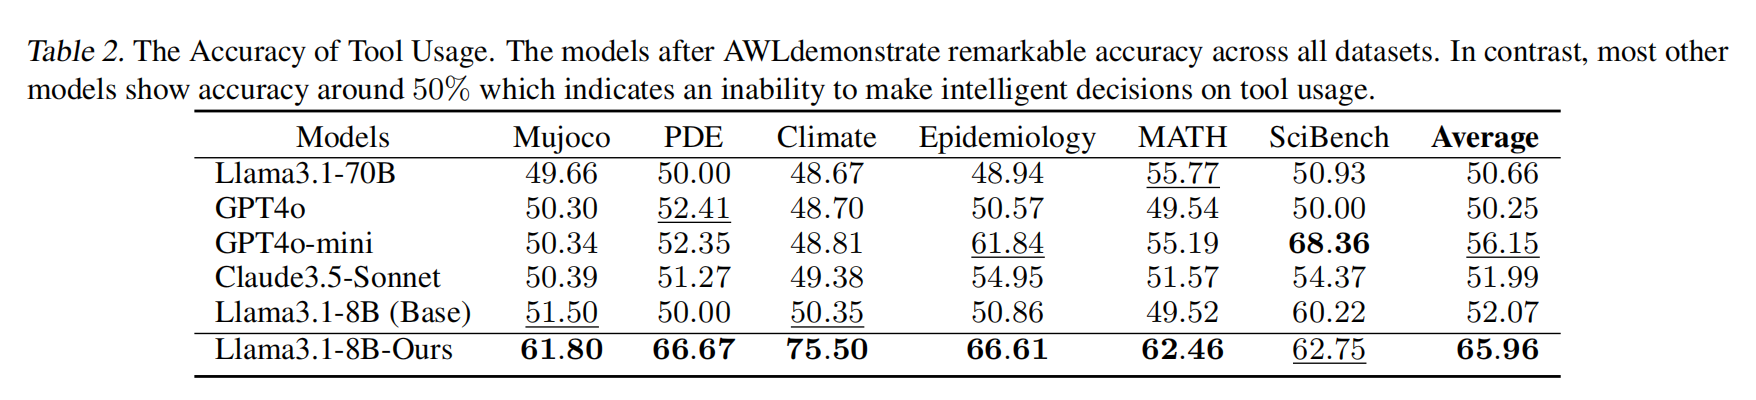 Table 2. The Accuracy of Tool Usage. The models after AWLdemonstrate remarkable accuracy across all datasets. In contrast, most other
models show accuracy around 50% which indicates an inability to make intelligent decisions on tool usage.
Models Mujoco PDE Climate Epidemiology MATH SciBench Average
Llama3.1-70B 49.66 50.00 48.67 48.94 55.77 50.93 50.66
GPT4o 50.30 52.41 48.70 50.57 49.54 50.00 50.25
GPT4o-mini 50.34 52.35 48.81 61.84 55.19 68.36 56.15
Claude3.5-Sonnet 50.39 51.27 49.38 54.95 51.57 54.37 51.99
Llama3.1-8B (Base) 51.50 50.00 50.35 50.86 49.52 60.22 52.07
Llama3.1-8B-Ours 61.80 66.67 75.50 66.61 62.46 62.75 65.96